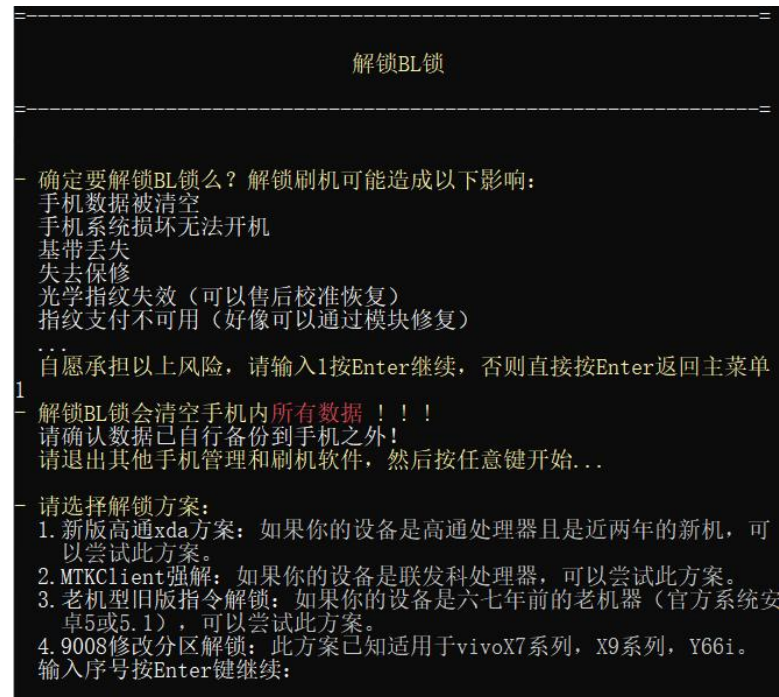 =--------------------------------------------------------------=
解锁BL锁
=--------------------------------------------------------------=
- 确定要解锁BL锁么？解锁刷机可能造成以下影响:
手机数据被清空
手机系统损坏无法开机
基带丢失
失去保修
光学指纹失效（可以售后校准恢复）
指纹支付不可用（好像可以通过模块修复）
...
自愿承担以上风险，请输入1按Enter继续，否则直接按Enter返回主菜单
1
- 解锁BL锁会清空手机内所有数据 ！！！
请确认数据已自行备份到手机之外!
请退出其他手机管理和刷机软件，然后按任意键开始...
- 请选择解锁方案:
1.新版高通xda方案: 如果你的设备是高通处理器且是近两年的新机，可
以尝试此方案。
2.MTKClient强解: 如果你的设备是联发科处理器，可以尝试此方案。
3.老机型旧版指令解锁: 如果你的设备是六七年前的老机器（官方系统安
卓5或5.1），可以尝试此方案。
4.9008修改分区解锁: 此方案已知适用于vivoX7系列，X9系列，Y66i。
输入序号按Enter键继续: